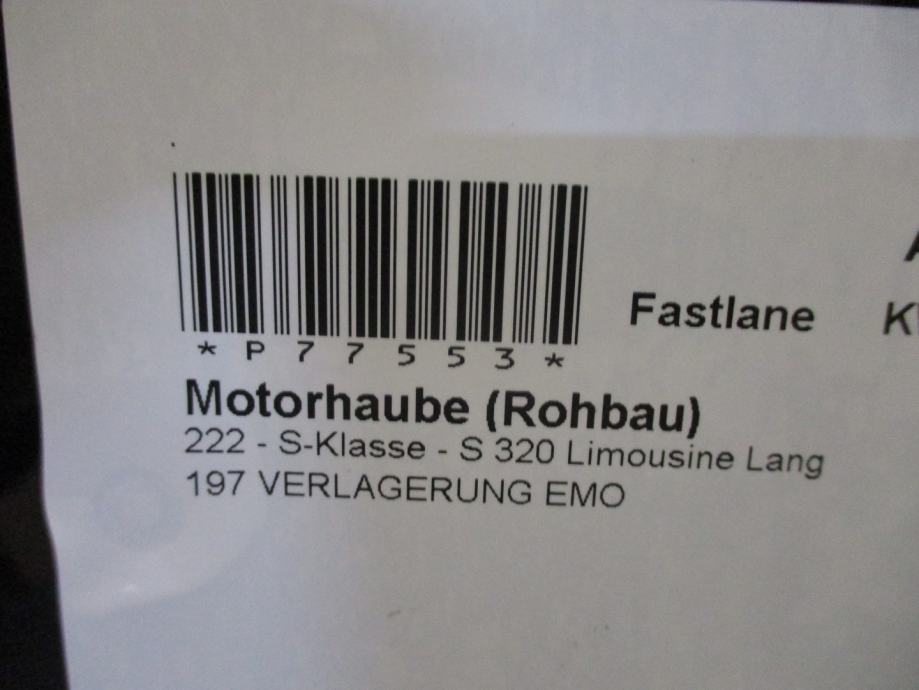 *P77553*
Fastlane
Motorhaube (Rohbau)
222 - S-Klasse - S 320 Limousine Lang
197 VERLAGERUNG EMO